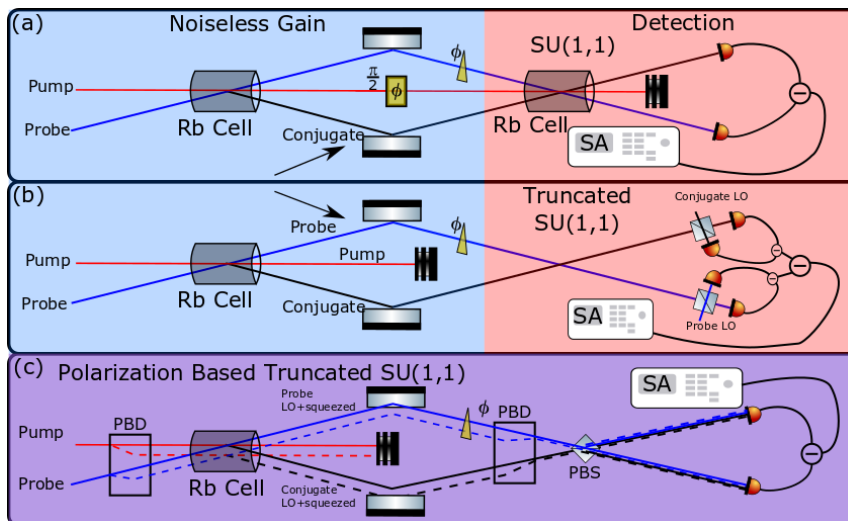 (a)
Noiseless Gain
Detection
SU(1,1)
Pump
π/2
ϕ
ϕ
Probe
Rb Cell
Conjugate
Rb Cell
SA
(b)
Truncated
SU(1,1)
Conjugate LO
Probe
ϕ
Pump
Pump
Probe
Rb Cell
Conjugate
SA
Probe LO
(c)
Polarization Based Truncated SU(1,1)
SA
Probe
LO+squeezed
PBD
ϕ
PBD
Pump
Probe
Rb Cell
Conjugate
LO+squeezed
PBS